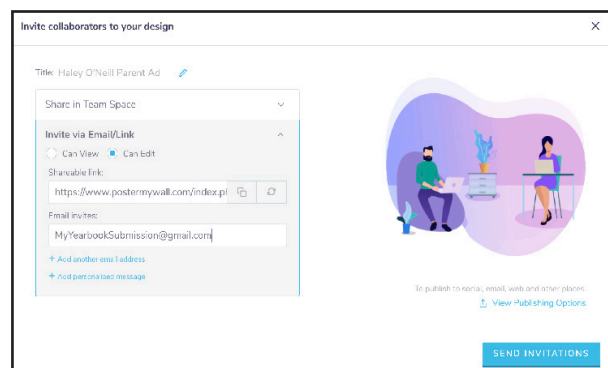 Invite collaborators to your design
Title: Haley O'Neill Parent Ad
Share in Team Space
Invite via Email/Link
Can View Can Edit
Shareable link:
https://www.postermywall.com/index.pl
Email invites:
MyYearbookSubmission@gmail.com
+ Add another email address
+ Add personalised message
To publish to social, email, web and other places.
View Publishing Options
SEND INVITATIONS